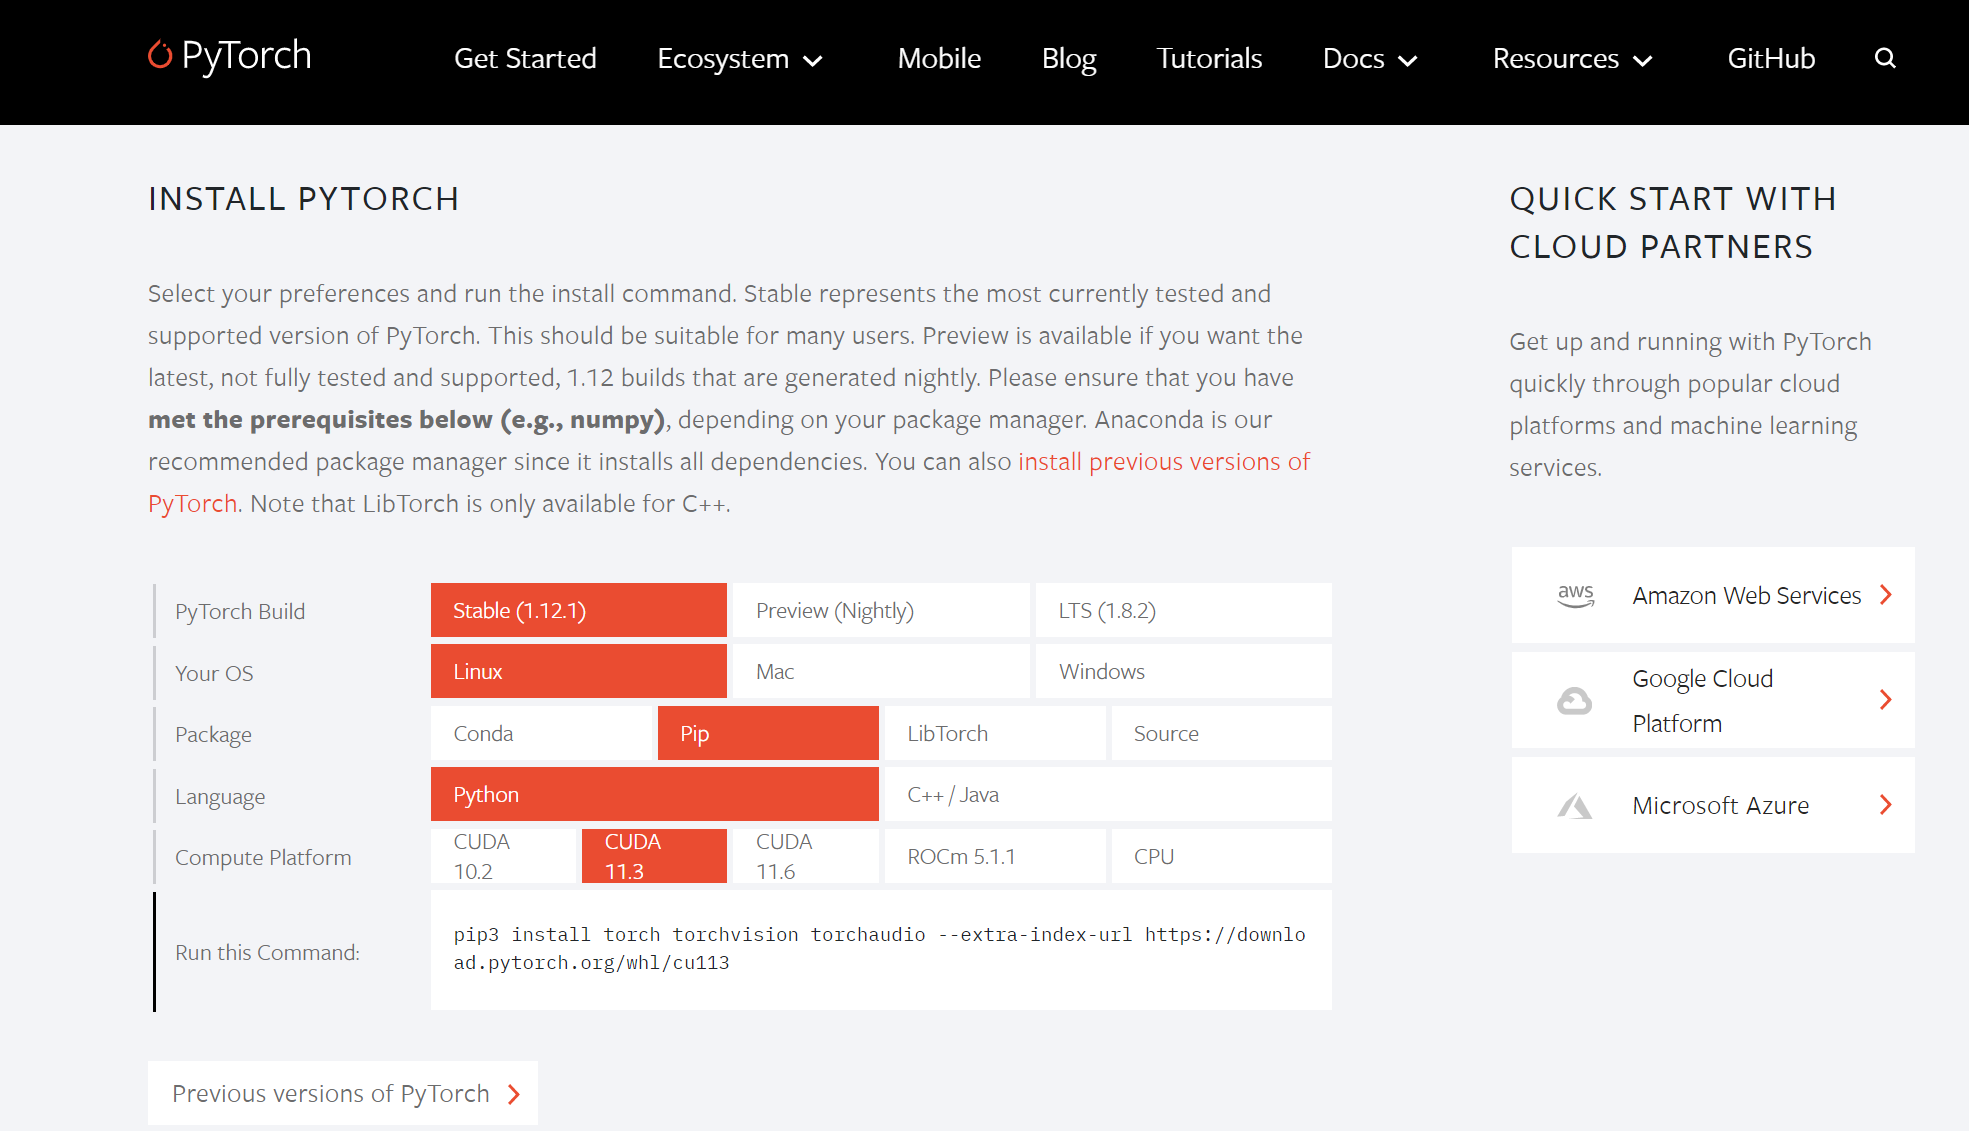 PyTorch
Get Started
Ecosystem
Mobile
Blog
Tutorials
Docs
Resources
GitHub
INSTALL PYTORCH
Select your preferences and run the install command. Stable represents the most currently tested and
supported version of PyTorch. This should be suitable for many users. Preview is available if you want the
latest, not fully tested and supported, 1.12 builds that are generated nightly. Please ensure that you have
met the prerequisites below (e.g., numpy), depending on your package manager. Anaconda is our
recommended package manager since it installs all dependencies. You can also install previous versions of
PyTorch. Note that LibTorch is only available for C++.
PyTorch Build
Stable (1.12.1)
Preview (Nightly)
LTS (1.8.2)
Your OS
Linux
Mac
Windows
Package
Conda
Pip
LibTorch
Source
Language
Python
C++ / Java
Compute Platform
CUDA
10.2
CUDA
11.3
CUDA
11.6
ROCm 5.1.1
CPU
Run this Command:
pip3 install torch torchvision torchaudio --extra-index-url https://downlo
ad.pytorch.org/whl/cu113
Previous versions of PyTorch
QUICK START WITH
CLOUD PARTNERS
Get up and running with PyTorch
quickly through popular cloud
platforms and machine learning
services.
aws
Amazon Web Services
Google Cloud
Platform
Microsoft Azure